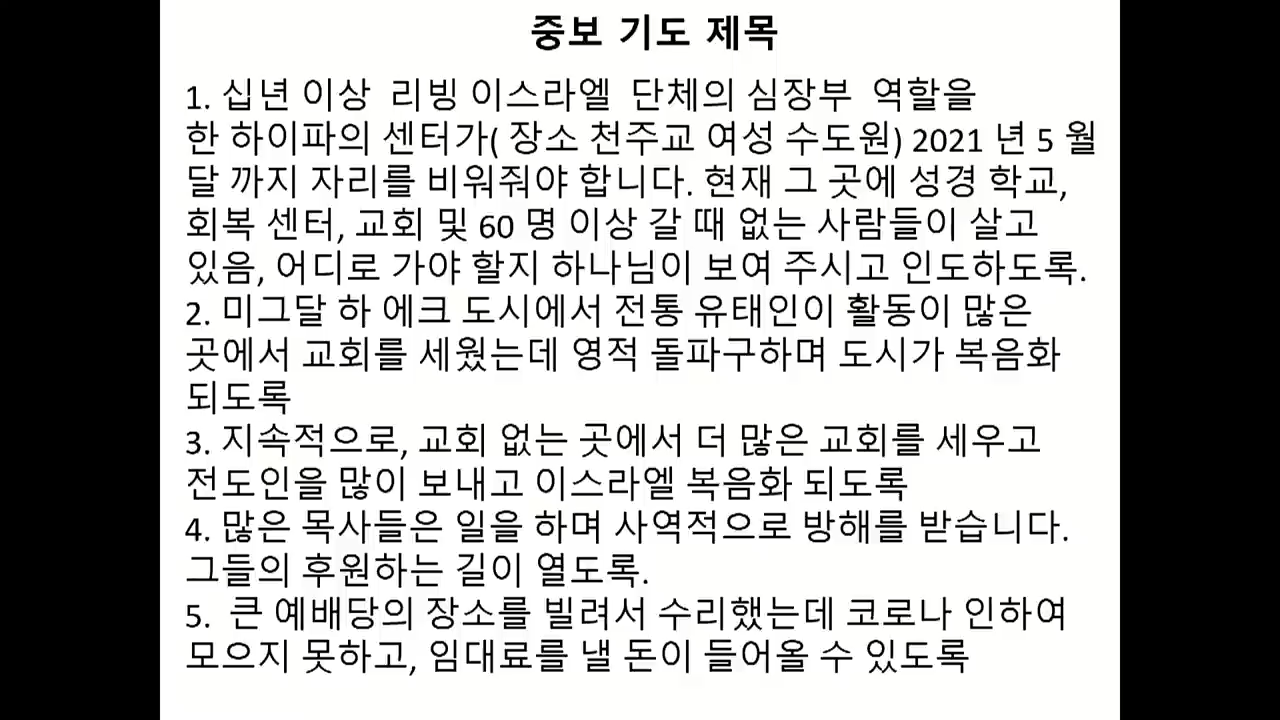 중보 기도 제목
1. 십년 이상 리빙 이스라엘 단체의 심장부 역할을
한 하이파의 센터가( 장소 천주교 여성 수도원) 2021 년 5 월
달 까지 자리를 비워줘야 합니다. 현재 그 곳에 성경 학교,
회복 센터, 교회 및 60 명 이상 갈 때 없는 사람들이 살고
있음, 어디로 가야 할지 하나님이 보여 주시고 인도하도록.
2. 미그달 하 에크 도시에서 전통 유태인이 활동이 많은
곳에서 교회를 세웠는데 영적 돌파구하며 도시가 복음화
되도록
3. 지속적으로, 교회 없는 곳에서 더 많은 교회를 세우고
전도인을 많이 보내고 이스라엘 복음화 되도록
4. 많은 목사들은 일을 하며 사역적으로 방해를 받습니다.
그들의 후원하는 길이 열도록.
5. 큰 예배당의 장소를 빌려서 수리했는데 코로나 인하여
모으지 못하고, 임대료를 낼 돈이 들어올 수 있도록